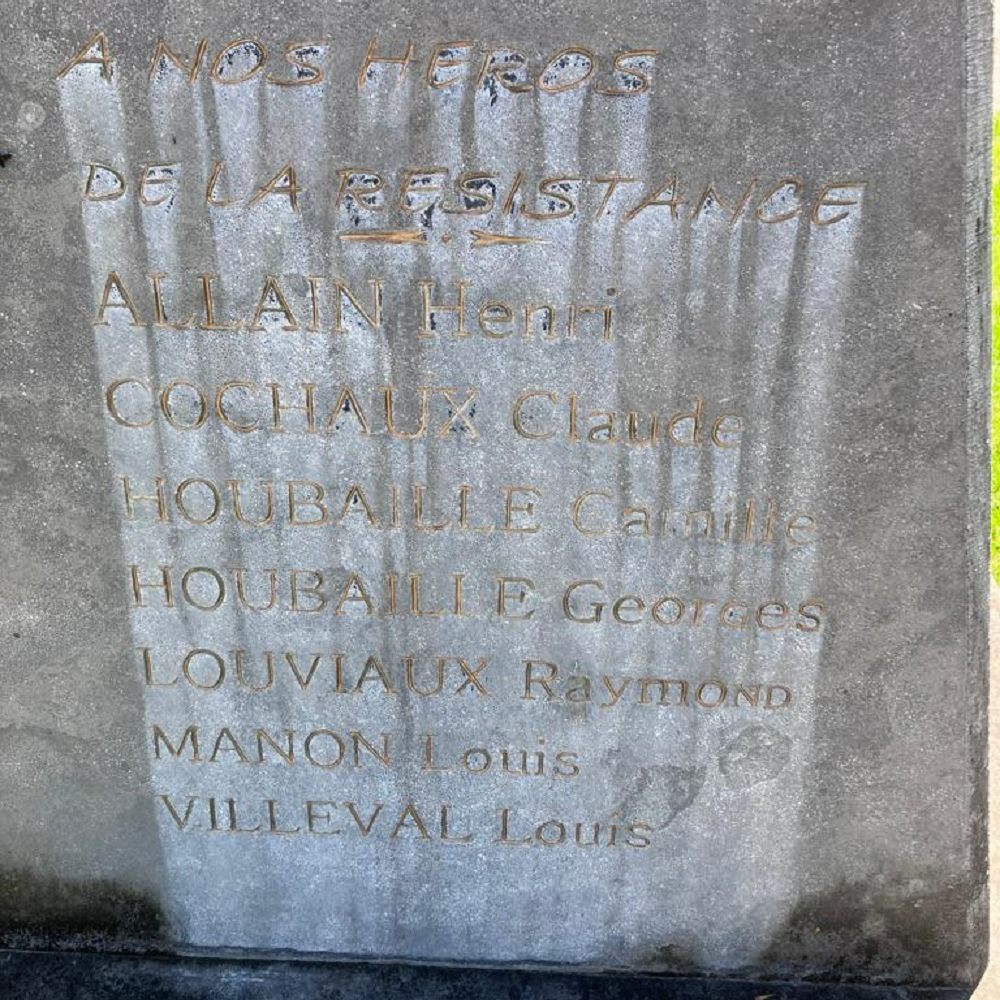 A NOS HEROS
DE LA RESISTANCE
ALLAIN Henri
COCHAUX Claude
HOUBAILLE Camille
HOUBAILLE Georges
LOUVIAUX Raymond
MANON Louis
VILLEVAL Louis